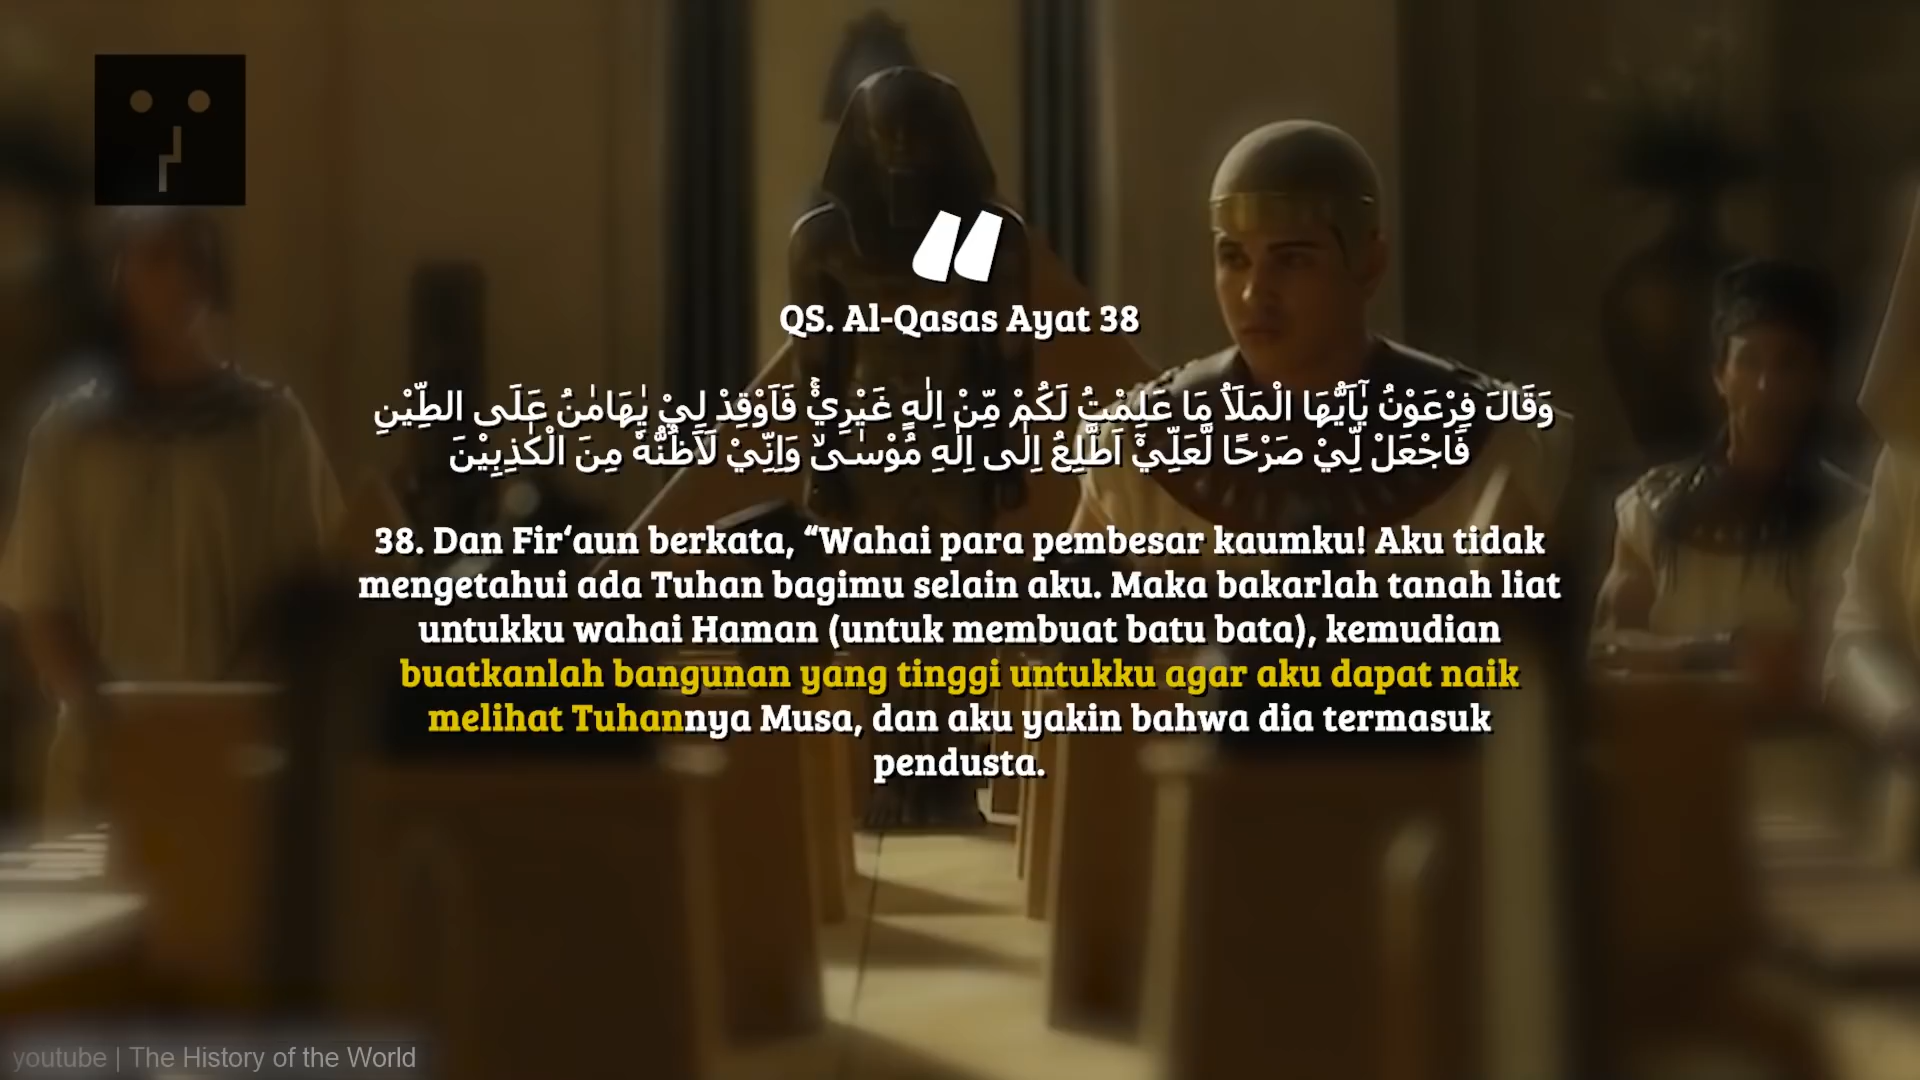 QS. Al-Qasas Ayat 38
وَقَالَ فِرْعَوْنُ يٰٓاَيُّهَا الْمَلَاُ مَا عَلِمْتُ لَكُمْ مِّنْ اِلٰهٍ غَيْرِيْۚ فَاَوْقِدْ لِيْ يٰهَامٰنُ عَلَى الطِّيْنِ
فَاجْعَلْ لِّيْ صَرْحًا لَّعَلِّيْٓ اَطَّلِعُ اِلٰٓى اِلٰهِ مُوْسٰىۙ وَاِنِّيْ لَاَظُنُّهٗ مِنَ الْكٰذِبِيْنَ
38. Dan Fir‘aun berkata, “Wahai para pembesar kaumku! Aku tidak
mengetahui ada Tuhan bagimu selain aku. Maka bakarlah tanah liat
untukku wahai Haman (untuk membuat batu bata), kemudian
buatkanlah bangunan yang tinggi untukku agar aku dapat naik
melihat Tuhannya Musa, dan aku yakin bahwa dia termasuk
pendusta.
youtube | The History of the World